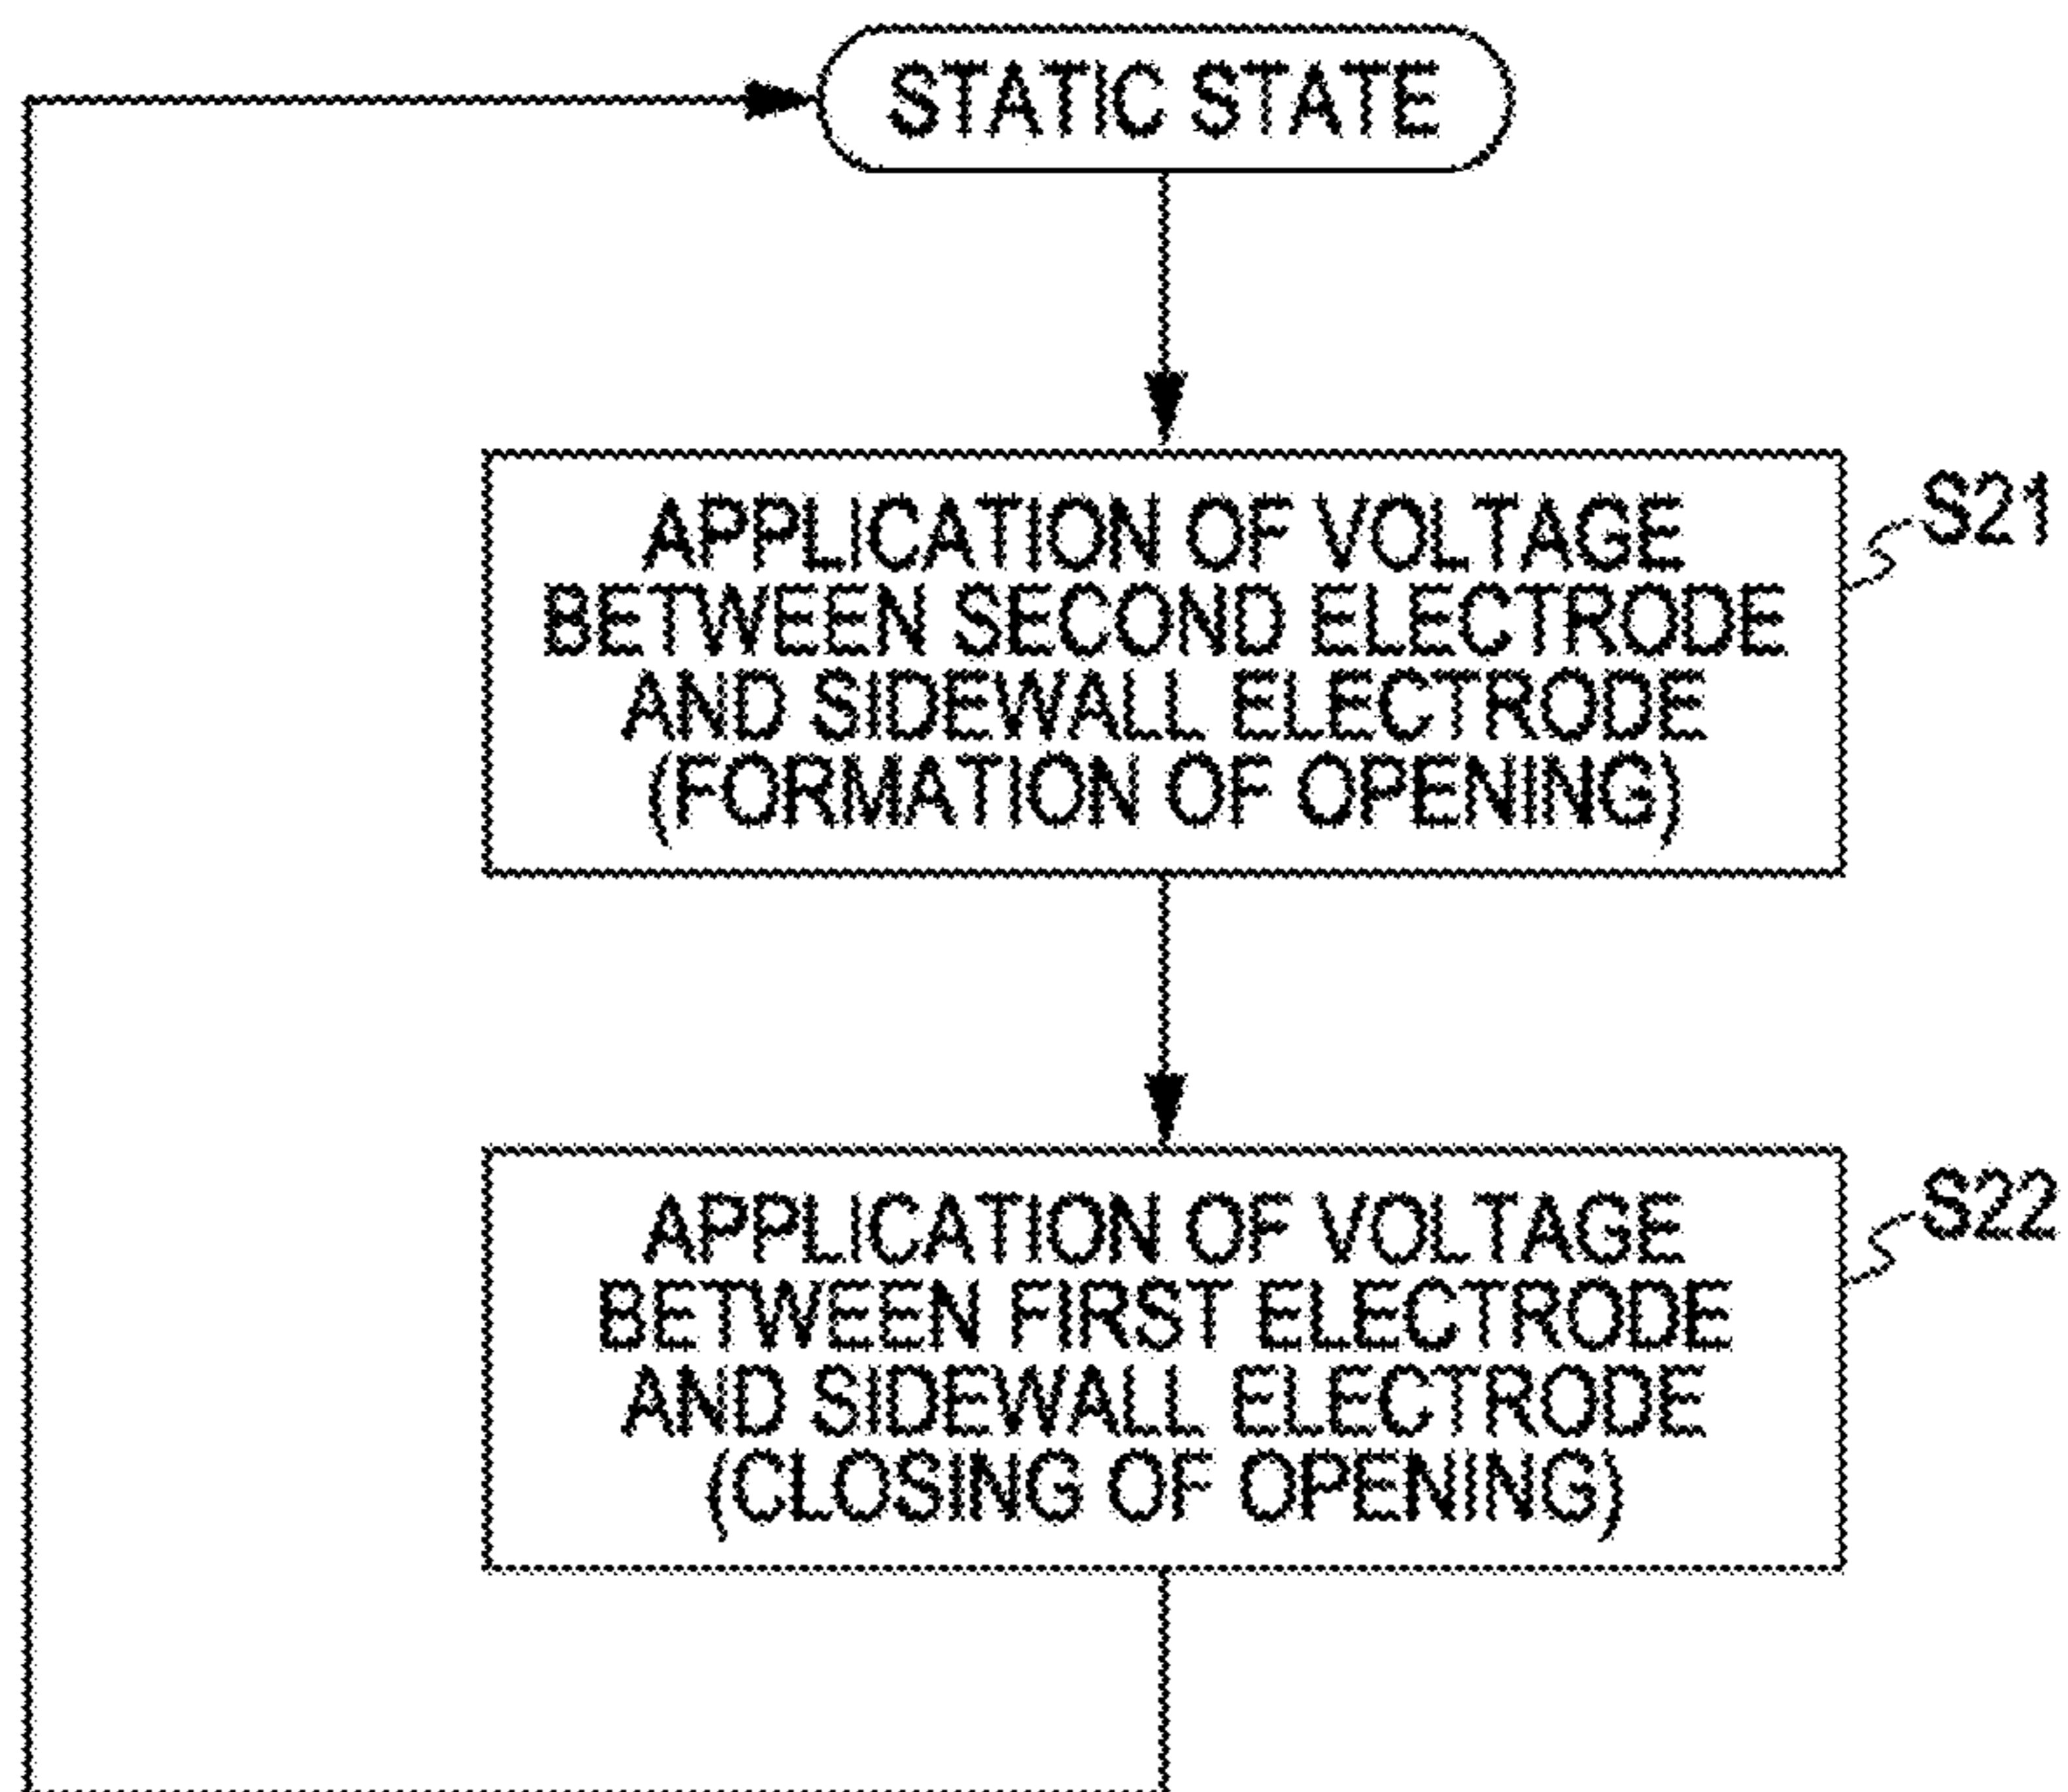 STATIC STATE
APPLICATION OF VOLTAGE
BETWEEN SECOND ELECTRODE
AND SIDEWALL ELECTRODE
(FORMATION OF OPENING)
S21
APPLICATION OF VOLTAGE
BETWEEN FIRST ELECTRODE
AND SIDEWALL ELECTRODE
(CLOSING OF OPENING)
S22